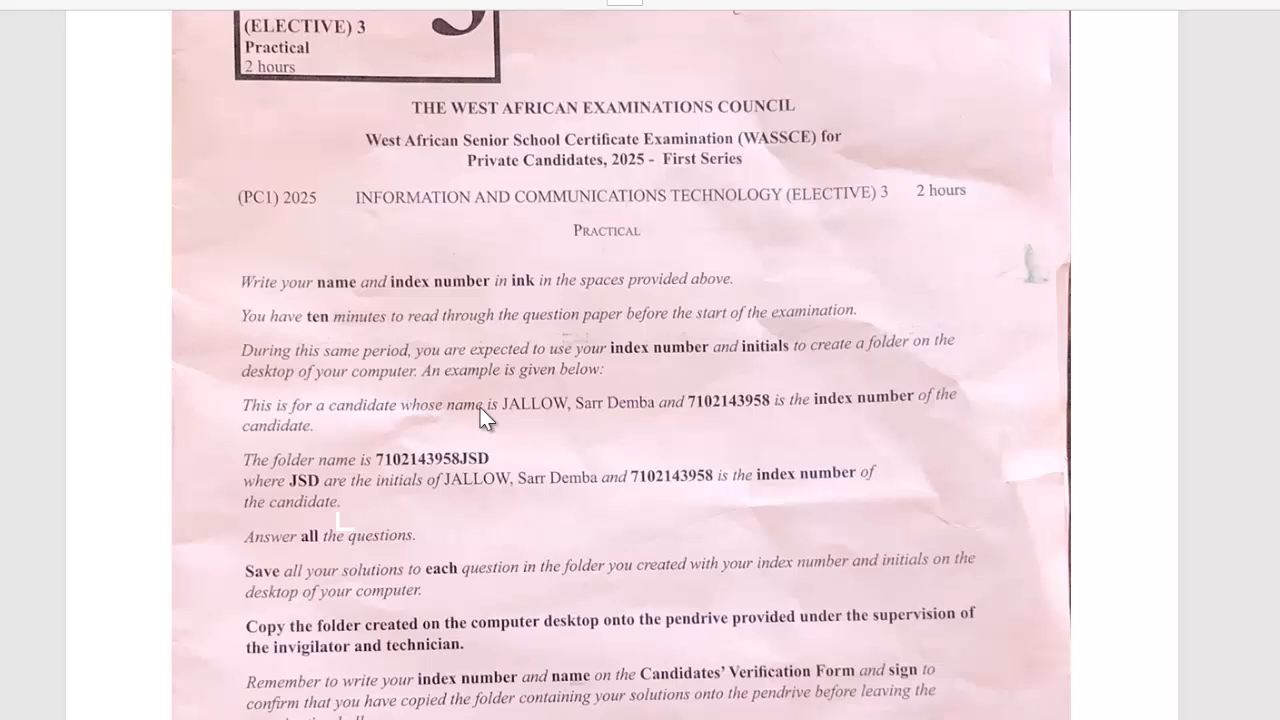 (ELECTIVE) 3
Practical
2 hours
THE WEST AFRICAN EXAMINATIONS COUNCIL
West African Senior School Certificate Examination (WASSCE) for
Private Candidates, 2025 - First Series
(PC1) 2025 INFORMATION AND COMMUNICATIONS TECHNOLOGY (ELECTIVE) 3 2 hours
PRACTICAL
Write your name and index number in ink in the spaces provided above.
You have ten minutes to read through the question paper before the start of the examination.
During this same period, you are expected to use your index number and initials to create a folder on the
desktop of your computer. An example is given below:
This is for a candidate whose name is JALLOW, Sarr Demba and 7102143958 is the index number of the
candidate.
The folder name is 7102143958JSD
where JSD are the initials of JALLOW, Sarr Demba and 7102143958 is the index number of
the candidate.
Answer all the questions.
Save all your solutions to each question in the folder you created with your index number and initials on the
desktop of your computer.
Copy the folder created on the computer desktop onto the pendrive provided under the supervision of
the invigilator and technician.
Remember to write your index number and name on the Candidates' Verification Form and sign to
confirm that you have copied the folder containing your solutions onto the pendrive before leaving the